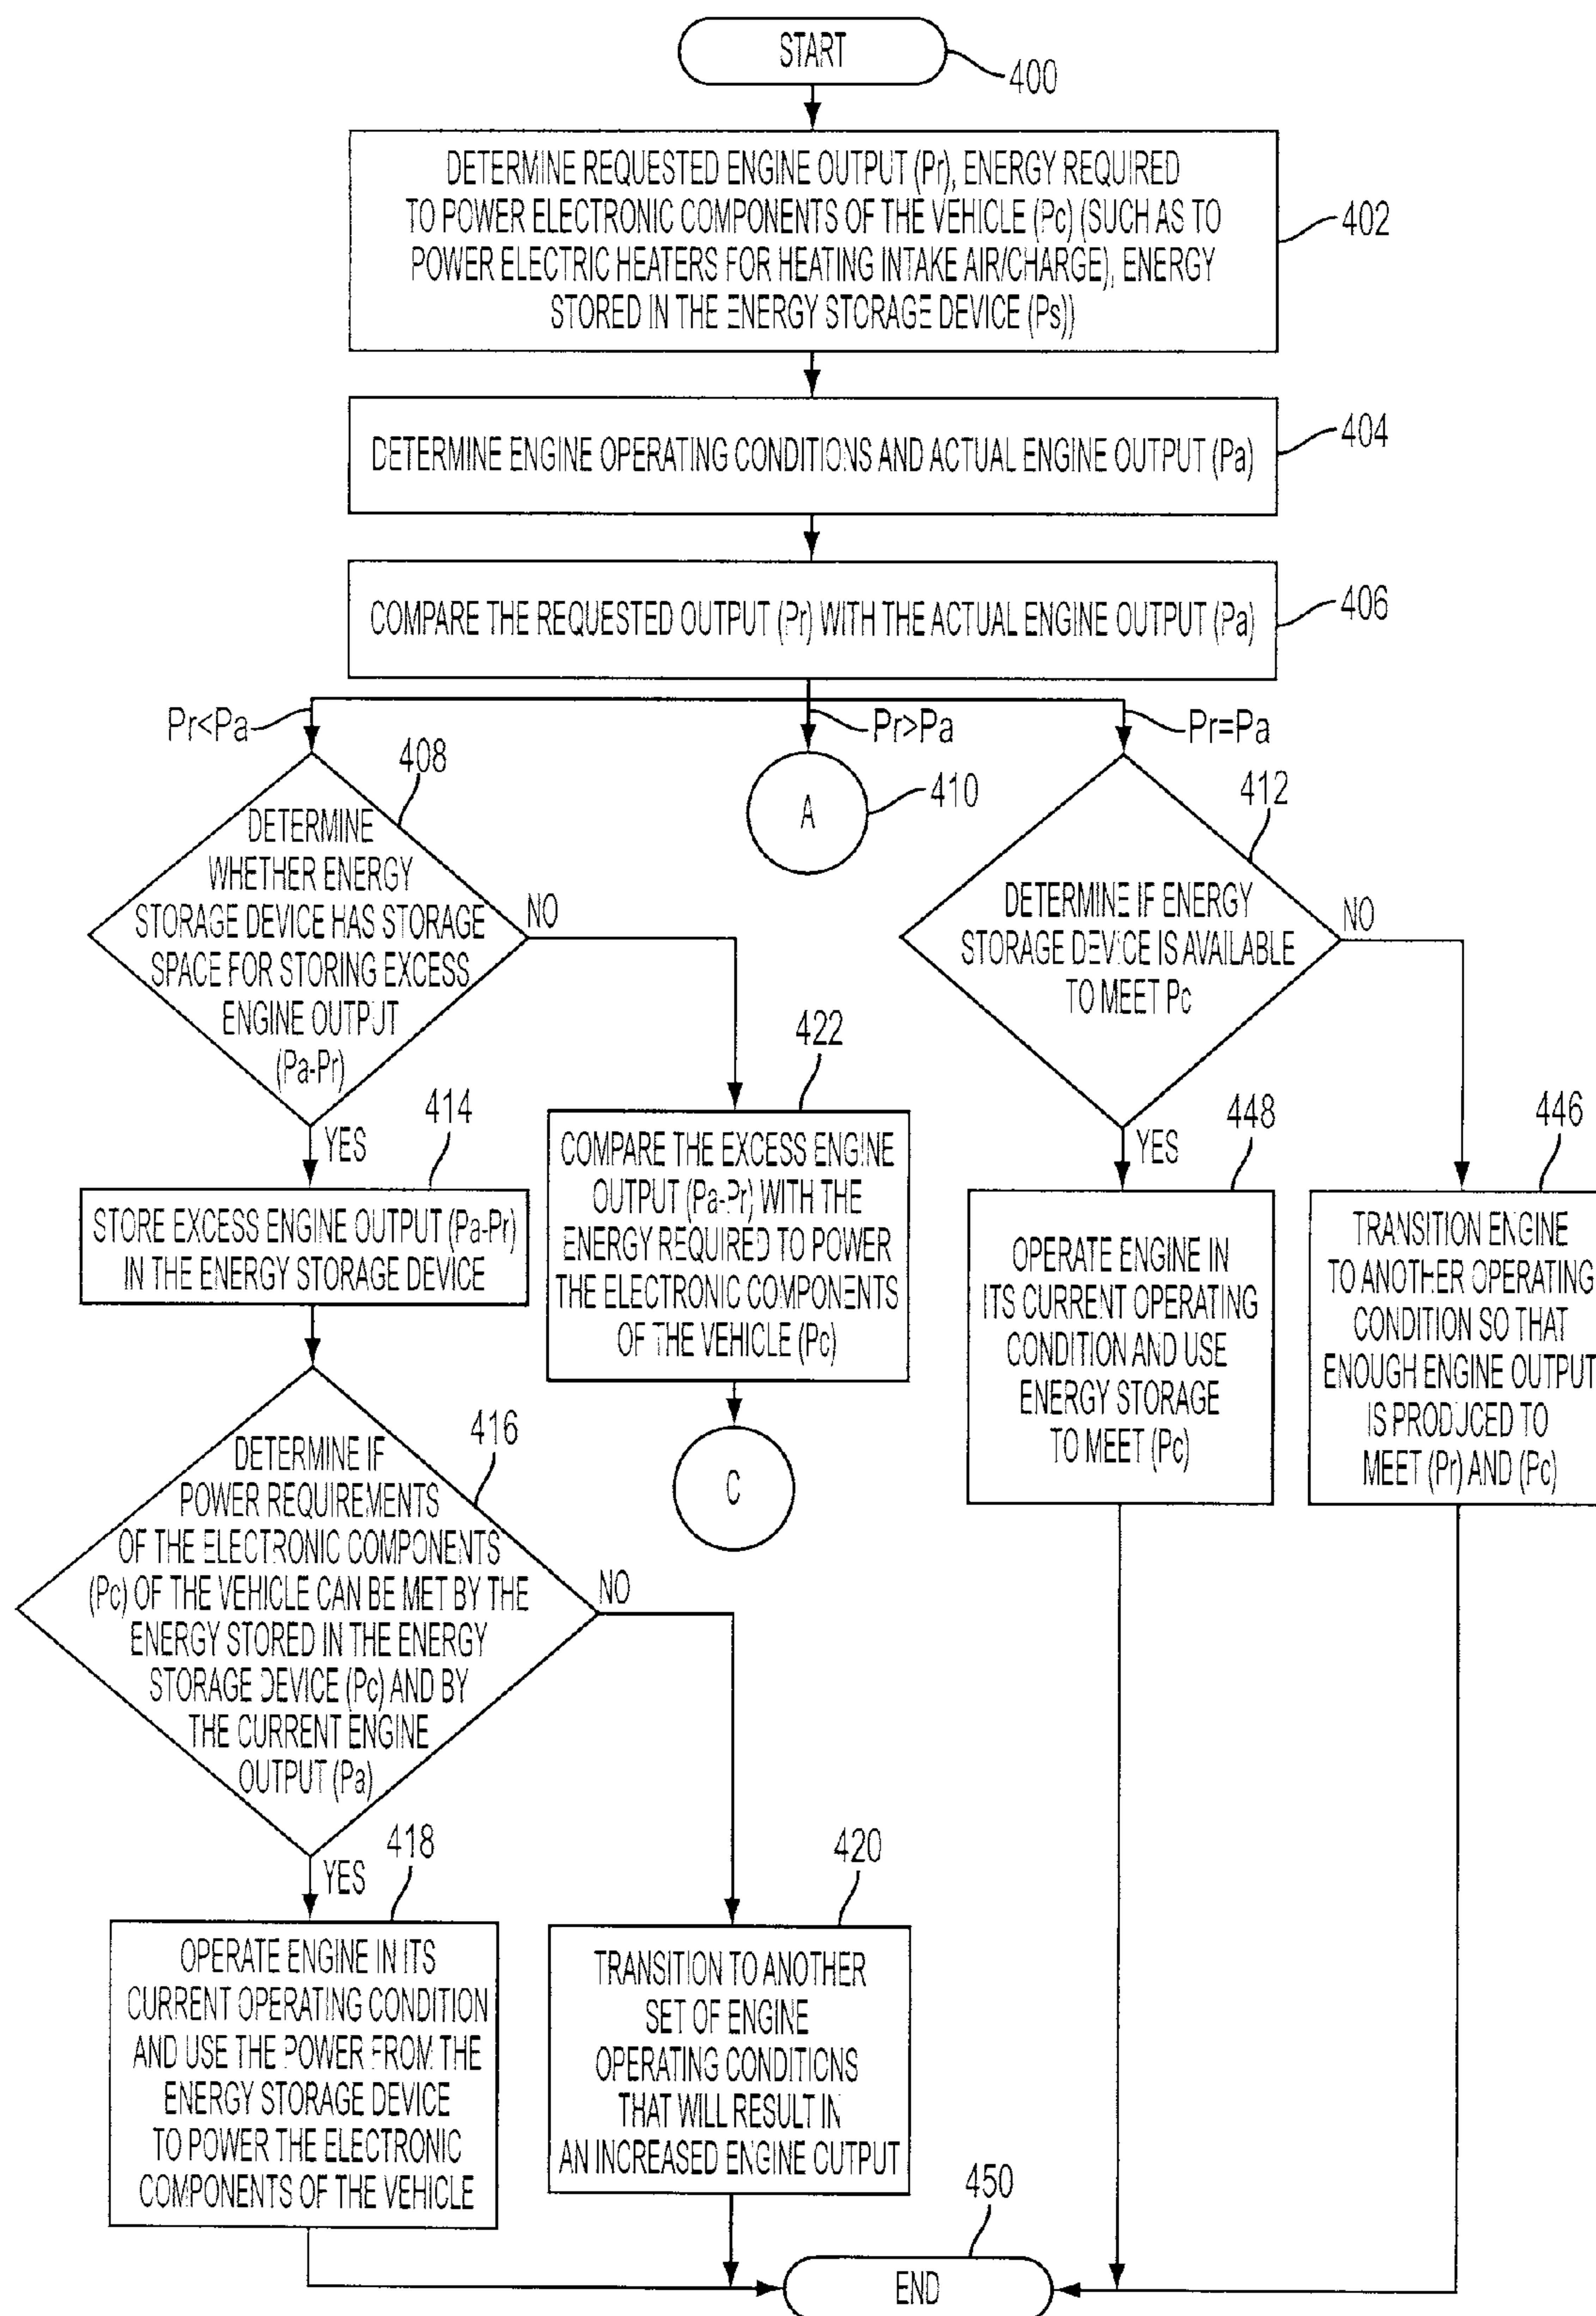 START
400
DETERMINE REQUESTED ENGINE OUTPUT (Pr), ENERGY REQUIRED
TO POWER ELECTRONIC COMPONENTS OF THE VEHICLE (Pc) (SUCH AS TO
POWER ELECTRIC HEATERS FOR HEATING INTAKE AIR/CHARGE), ENERGY
STORED IN THE ENERGY STORAGE DEVICE (Ps))
402
DETERMINE ENGINE OPERATING CONDITIONS AND ACTUAL ENGINE OUTPUT (Pa)
404
COMPARE THE REQUESTED OUTPUT (Pr) WITH THE ACTUAL ENGINE OUTPUT (Pa)
406
Pr<Pa
Pr>Pa
Pr=Pa
408
DETERMINE
WHETHER ENERGY
STORAGE DEVICE HAS STORAGE
SPACE FOR STORING EXCESS
ENGINE OUTPUT
(Pa-Pr)
NO
YES
A
410
412
DETERMINE IF ENERGY
STORAGE DEVICE IS AVAILABLE
TO MEET Pc
NO
YES
414
STORE EXCESS ENGINE OUTPUT (Pa-Pr)
IN THE ENERGY STORAGE DEVICE
422
COMPARE THE EXCESS ENGINE
OUTPUT (Pa-Pr) WITH THE
ENERGY REQUIRED TO POWER
THE ELECTRONIC COMPONENTS
OF THE VEHICLE (Pc)
C
448
OPERATE ENGINE IN
ITS CURRENT OPERATING
CONDITION AND USE
ENERGY STORAGE
TO MEET (Pc)
446
TRANSITION ENGINE
TO ANOTHER OPERATING
CONDITION SO THAT
ENOUGH ENGINE OUTPUT
IS PRODUCED TO
MEET (Pr) AND (Pc)
416
DETERMINE IF
POWER REQUIREMENTS
OF THE ELECTRONIC COMPONENTS
(Pc) OF THE VEHICLE CAN BE MET BY THE
ENERGY STORED IN THE ENERGY
STORAGE DEVICE (Pc) AND BY
THE CURRENT ENGINE
OUTPUT (Pa)
NO
YES
418
OPERATE ENGINE IN ITS
CURRENT OPERATING CONDITION
AND USE THE POWER FROM THE
ENERGY STORAGE DEVICE
TO POWER THE ELECTRONIC
COMPONENTS OF THE VEHICLE
420
TRANSITION TO ANOTHER
SET OF ENGINE
OPERATING CONDITIONS
THAT WILL RESULT IN
AN INCREASED ENGINE OUTPUT
450
END